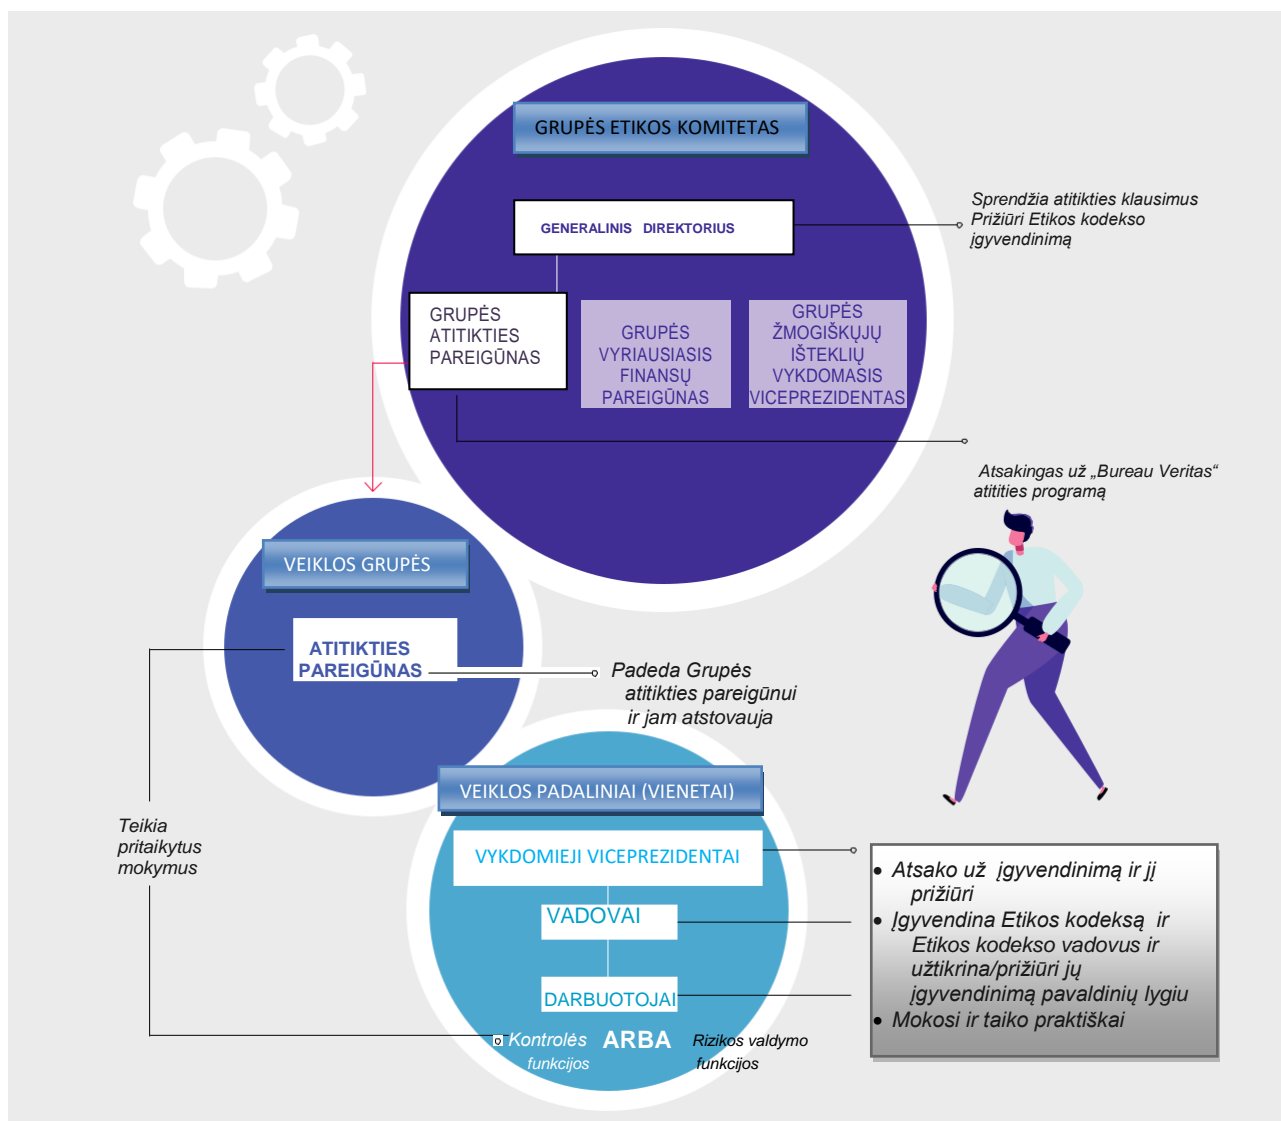 GRUPĖS ETIKOS KOMITETAS
GENERALINIS DIREKTORIUS
Sprendžia atitikties klausimus
Prižiūri Etikos kodekso
įgyvendinimą
GRUPĖS
ATITIKTIES
PAREIGŪNAS
GRUPĖS
VYRIAUSIASIS
FINANSŲ
PAREIGŪNAS
GRUPĖS
ŽMOGIŠKŲJŲ
IŠTEKLIŲ
VYKDOMASIS
VICEPREZIDENTAS
Atsakingas už „Bureau Veritas“
atitities programą
VEIKLOS GRUPĖS
ATITIKTIES
PAREIGŪNAS
Padeda Grupės
atitikties pareigūnui
ir jam atstovauja
VEIKLOS PADALINIAI (VIENETAI)
Teikia
pritaikytus
mokymus
VYKDOMIEJI VICEPREZIDENTAI
VADOVAI
DARBUOTOJAI
• Atsako už įgyvendinimą ir jį
prižiūri
• Įgyvendina Etikos kodeksą ir
Etikos kodekso vadovus ir
užtikrina/prižiūri jų
įgyvendinimą pavaldinių lygiu
• Mokosi ir taiko praktiškai
Kontrolės
funkcijos
ARBA
Rizikos valdymo
funkcijos